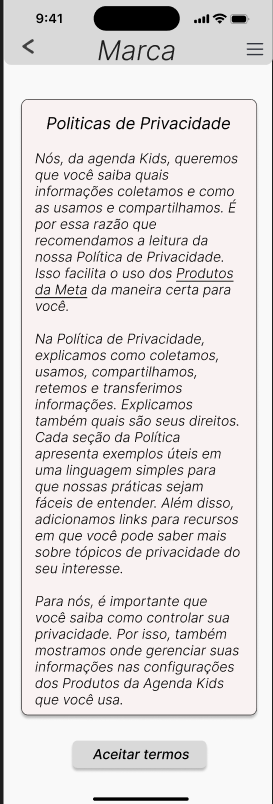 9:41
Marca
Politicas de Privacidade
Nós, da agenda Kids, queremos
que você saiba quais
informações coletamos e como
as usamos e compartilhamos. É
por essa razão que
recomendamos a leitura da
nossa Política de Privacidade.
Isso facilita o uso dos Produtos
da Meta da maneira certa para
você.
Na Política de Privacidade,
explicamos como coletamos,
usamos, compartilhamos,
retemos e transferimos
informações. Explicamos
também quais são seus direitos.
Cada seção da Política
apresenta exemplos úteis em
uma linguagem simples para
que nossas práticas sejam
fáceis de entender. Além disso,
adicionamos links para recursos
em que você pode saber mais
sobre tópicos de privacidade do
seu interesse.
Para nós, é importante que
você saiba como controlar sua
privacidade. Por isso, também
mostramos onde gerenciar suas
informações nas configurações
dos Produtos da Agenda Kids
que você usa.
Aceitar termos